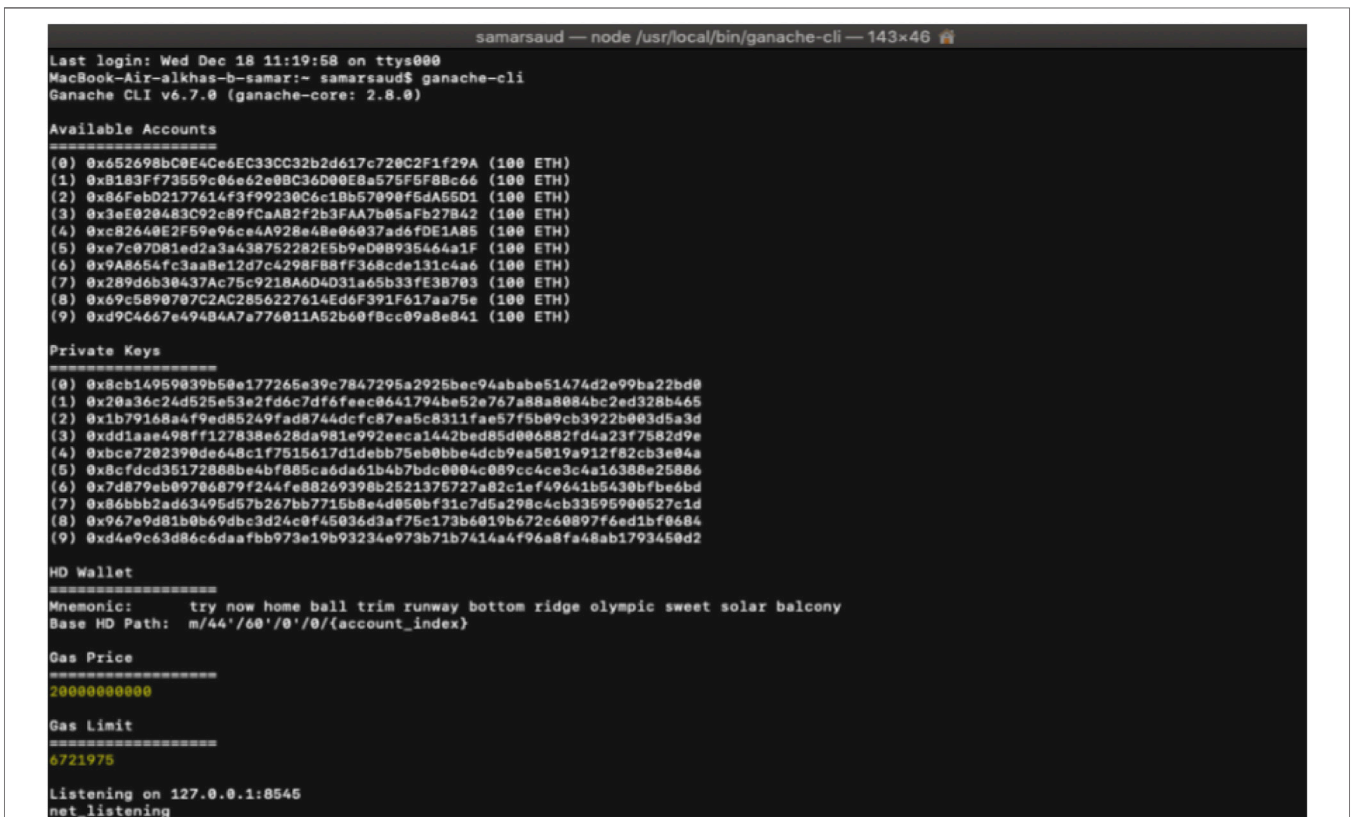 samarsaud — node /usr/local/bin/ganache-cli — 143×46
Last login: Wed Dec 18 11:19:58 on ttys000
MacBook-Air-alkhas-b-samar:~ samarsaud$ ganache-cli
Ganache CLI v6.7.0 (ganache-core: 2.8.0)
Available Accounts
==================
(0) 0x652698bC0E4Ce6EC33CC32b2d617c720C2F1f29A (100 ETH)
(1) 0xB183Ff73559c06e62e0BC36D00E8a575F5F8Bc66 (100 ETH)
(2) 0x86FebD2177614f3f99230C6c1Bb57090f5dA55D1 (100 ETH)
(3) 0x3eE020483C92c89fCaAB2f2b3FAA7b05aFb27B42 (100 ETH)
(4) 0xc82640E2F59e96ce4A928e4Be06037ad6fDE1A85 (100 ETH)
(5) 0xe7c07D81ed2a3a438752282E5b9eD0B935464a1F (100 ETH)
(6) 0x9A8654fc3aaBe12d7c4298FB8fF368cde131c4a6 (100 ETH)
(7) 0x289d6b30437Ac75c9218A6D4D31a65b33fE3B703 (100 ETH)
(8) 0x69c5890707C2AC2856227614Ed6F391F617aa75e (100 ETH)
(9) 0xd9C4667e494B4A7a776011A52b60fBcc09a8e841 (100 ETH)
Private Keys
==================
(0) 0x8cb14959039b50e177265e39c7847295a2925bec94ababe51474d2e99ba22bd0
(1) 0x20a36c24d525e53e2fd6c7df6feec0641794be52e767a88a8084bc2ed328b465
(2) 0x1b79168a4f9ed85249fad8744dcfc87ea5c8311fae57f5b09cb3922b003d5a3d
(3) 0xdd1aae498ff127838e628da981e992eeca1442bed85d006882fd4a23f7582d9e
(4) 0xbce7202390de648c1f7515617d1debb75eb0bbe4dcb9ea5019a912f82cb3e04a
(5) 0x8cfdcd35172888be4bf885ca6da61b4b7bdc0004c089cc4ce3c4a16388e25886
(6) 0x7d879eb09706879f244fe88269398b2521375727a82c1ef49641b5430bfbe6bd
(7) 0x86bbb2ad63495d57b267bb7715b8e4d050bf31c7d5a298c4cb33595900527c1d
(8) 0x967e9d81b0b69dbc3d24c0f45036d3af75c173b6019b672c60897f6ed1bf0684
(9) 0xd4e9c63d86c6daafbb973e19b93234e973b71b7414a4f96a8fa48ab1793450d2
HD Wallet
==================
Mnemonic:      try now home ball trim runway bottom ridge olympic sweet solar balcony
Base HD Path:  m/44'/60'/0'/0/{account_index}
Gas Price
==================
20000000000
Gas Limit
==================
6721975
Listening on 127.0.0.1:8545
net_listening